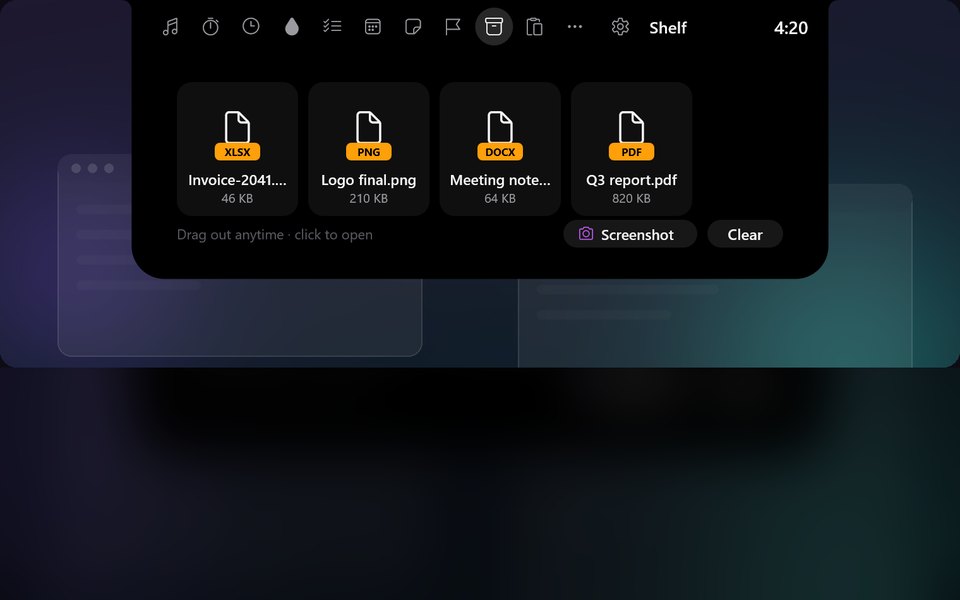 Shelf 4:20
XLSX PNG DOCX PDF
Invoice-2041.... Logo final.png Meeting note... Q3 report.pdf
46 KB 210 KB 64 KB 820 KB
Drag out anytime · click to open Screenshot Clear